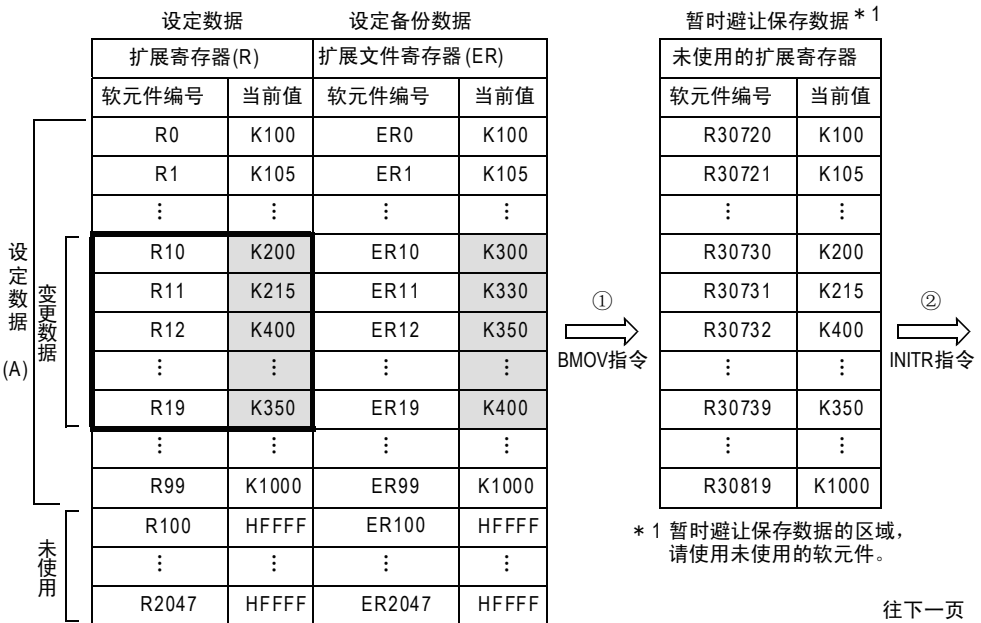 设定数据 设定备份数据 暂时避让保存数据*1
扩展寄存器(R) 扩展文件寄存器(ER) 未使用的扩展寄存器
软元件编号 当前值 软元件编号 当前值 软元件编号 当前值
R0 K100 ER0 K100 R30720 K100
R1 K105 ER1 K105 R30721 K105
⋮ ⋮ ⋮ ⋮ ⋮ ⋮
R10 K200 ER10 K300 R30730 K200
R11 K215 ER11 K330 R30731 K215
R12 K400 ER12 K350 R30732 K400
⋮ ⋮ ⋮ ⋮ ⋮ ⋮
R19 K350 ER19 K400 R30739 K350
⋮ ⋮ ⋮ ⋮ ⋮ ⋮
R99 K1000 ER99 K1000 R30819 K1000
R100 HFFFF ER100 HFFFF
⋮ ⋮ ⋮ ⋮
R2047 HFFFF ER2047 HFFFF
设定数据
(A)
变更数据
未使用
①
BMOV指令
②
INITR指令
*1 暂时避让保存数据的区域，
请使用未使用的软元件。
往下一页